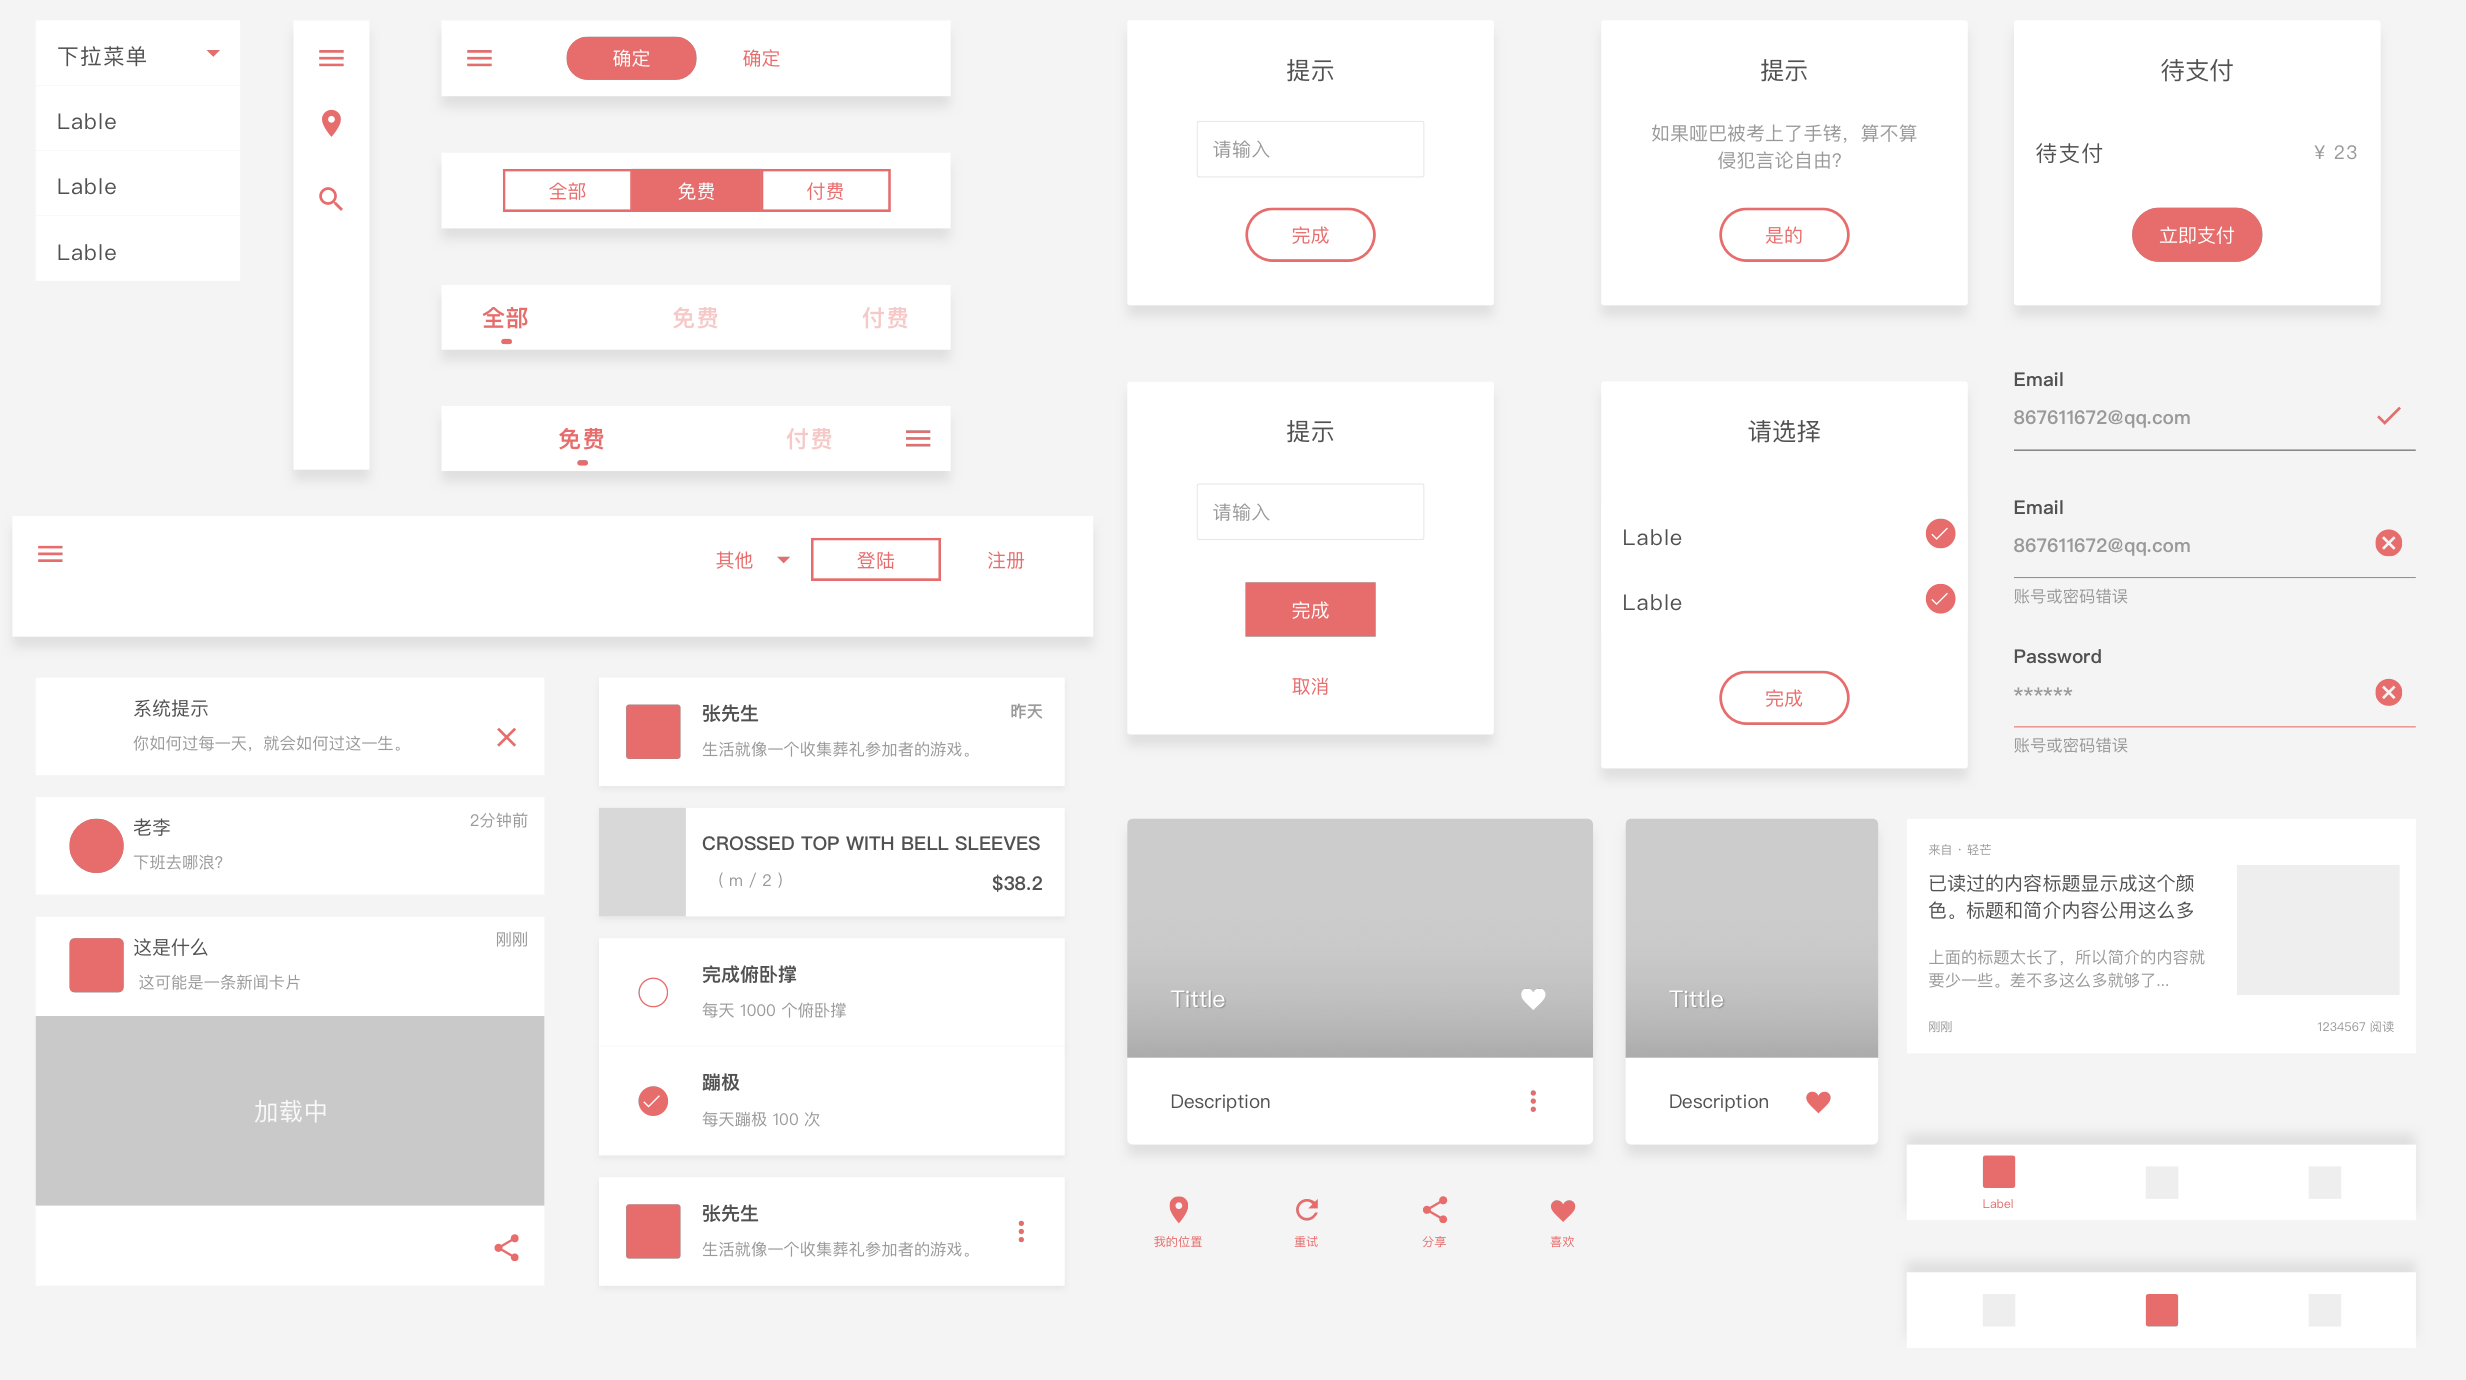 下拉菜单
Lable
Lable
Lable
确定
确定
全部
免费
付费
全部
免费
付费
免费
付费
其他
登陆
注册
提示
请输入
完成
提示
如果哑巴被考上了手铐，算不算
侵犯言论自由？
是的
待支付
待支付
¥ 23
立即支付
提示
请输入
完成
取消
请选择
Lable
Lable
完成
Email
867611672@qq.com
Email
867611672@qq.com
账号或密码错误
Password
******
账号或密码错误
系统提示
你如何过每一天，就会如何过这一生。
老李
2分钟前
下班去哪浪？
这是什么
刚刚
这可能是一条新闻卡片
加载中
张先生
昨天
生活就像一个收集葬礼参加者的游戏。
CROSSED TOP WITH BELL SLEEVES
（ m / 2 ）
$38.2
完成俯卧撑
每天 1000 个俯卧撑
蹦极
每天蹦极 100 次
张先生
生活就像一个收集葬礼参加者的游戏。
Tittle
Description
Tittle
Description
我的位置
重试
分享
喜欢
来自 · 轻芒
已读过的内容标题显示成这个颜
色。标题和简介内容公用这么多
上面的标题太长了，所以简介的内容就
要少一些。差不多这么多就够了...
刚刚
1234567 阅读
Label